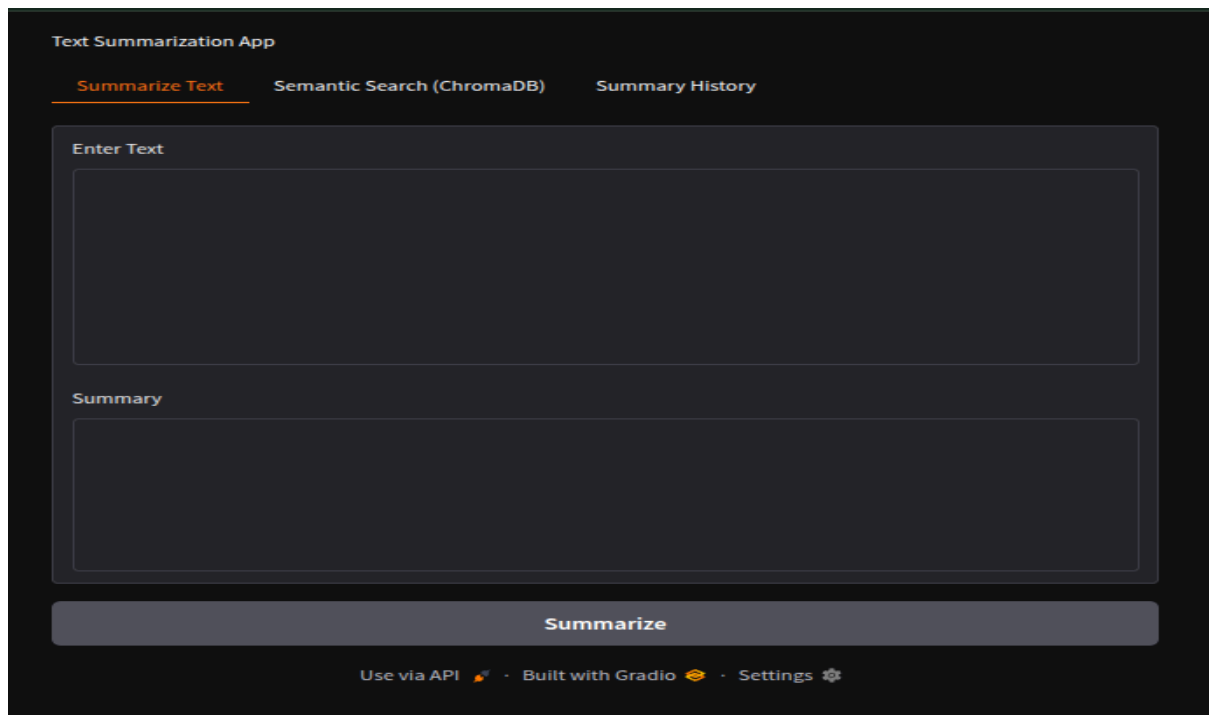 Text Summarization App
Summarize Text Semantic Search (ChromaDB) Summary History
Enter Text
Summary
Summarize
Use via API · Built with Gradio · Settings